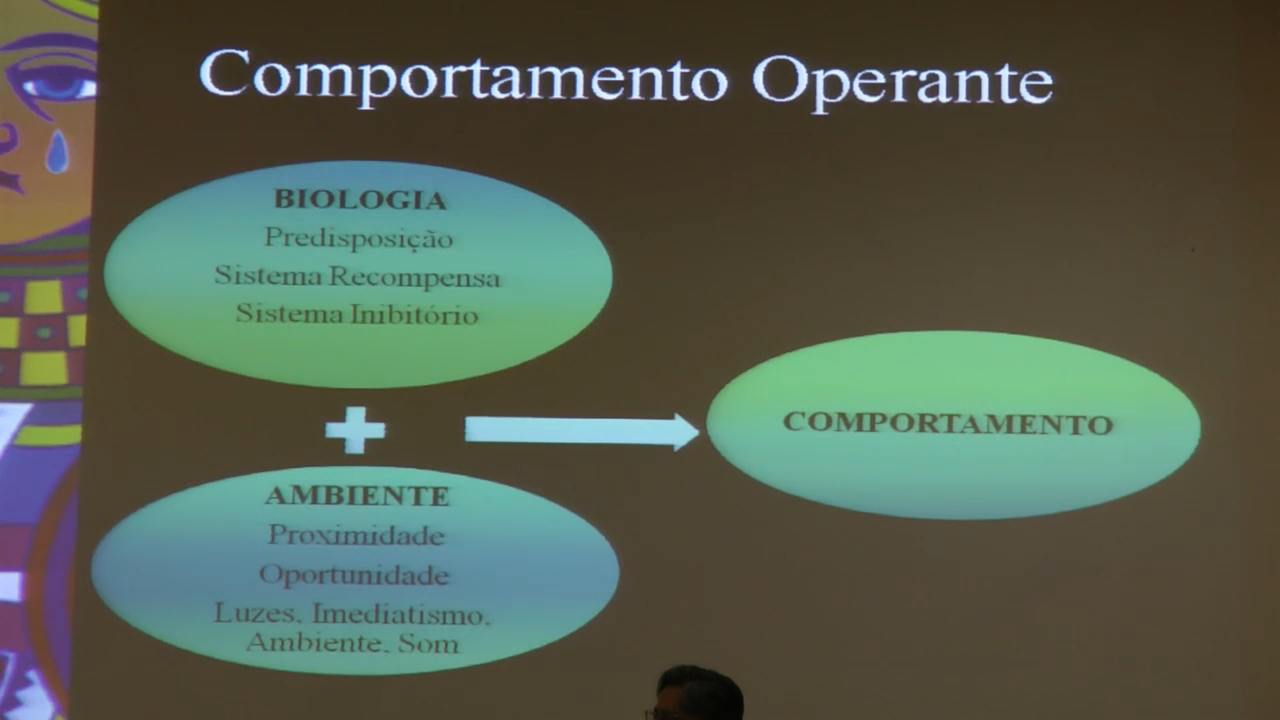 Comportamento Operante
BIOLOGIA
Predisposição
Sistema Recompensa
Sistema Inibitório
AMBIENTE
Proximidade
Oportunidade
Luzes, Imediatismo,
Ambiente, Som
COMPORTAMENTO